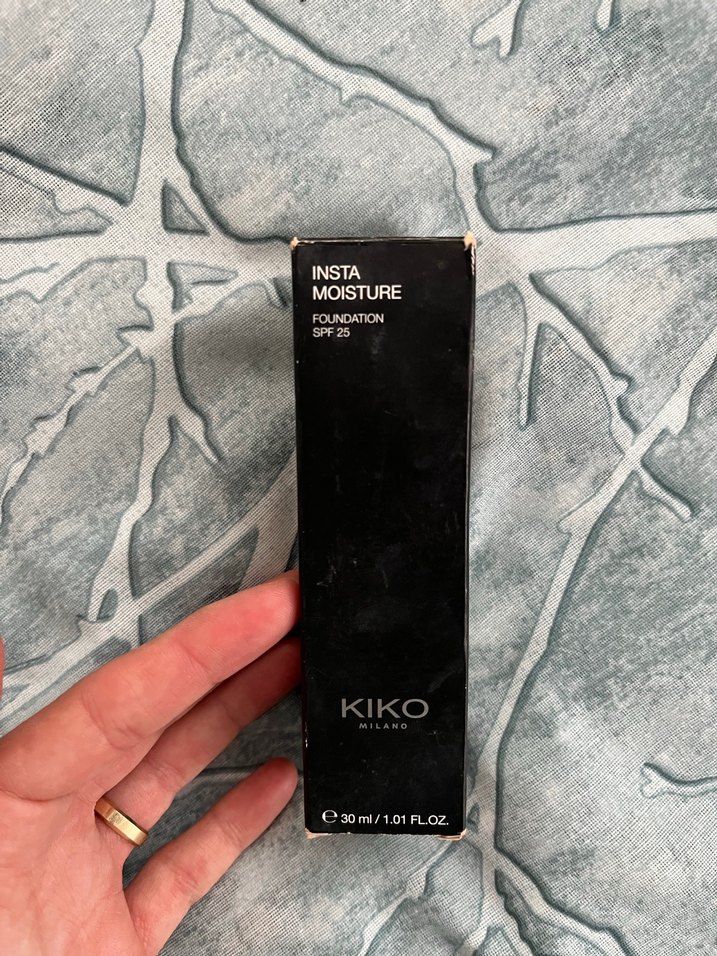 INSTA
MOISTURE
FOUNDATION
SPF 25
KIKO
MILANO
℮ 30 ml / 1.01 FL.OZ.